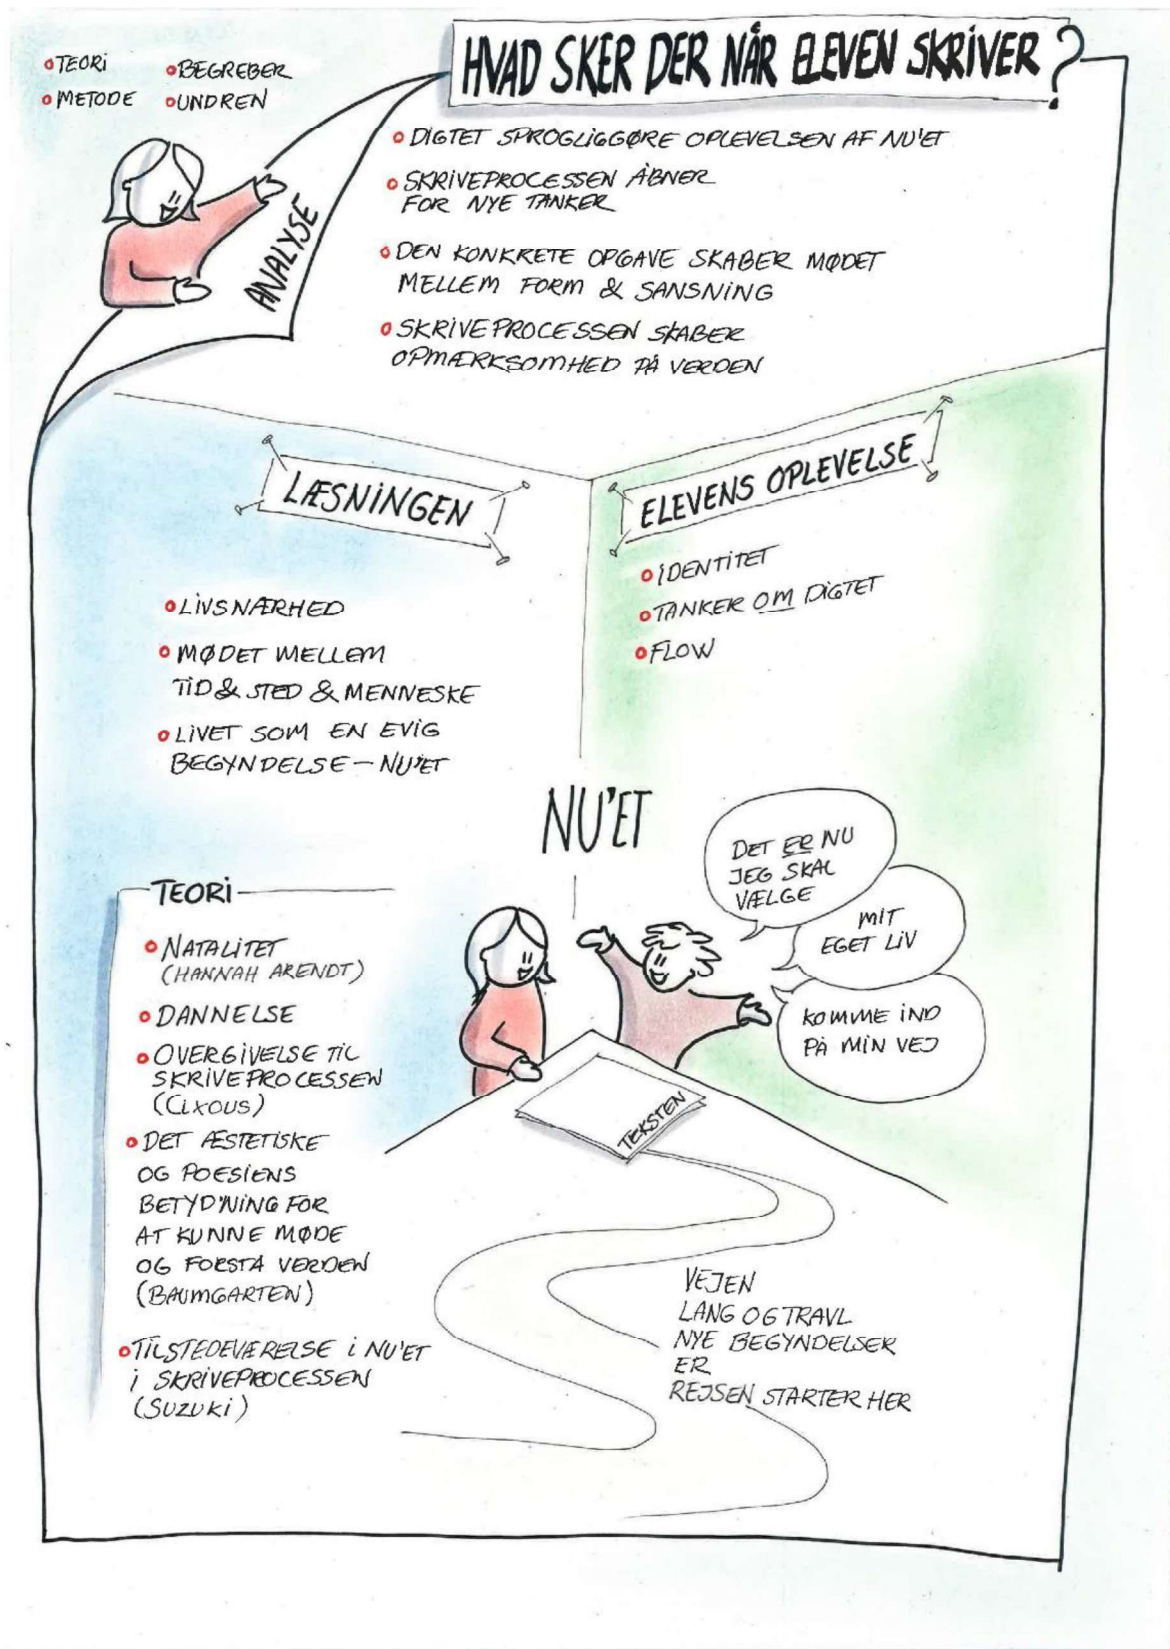 HVAD SKER DER NÅR ELEVEN SKRIVER?
TEORI
BEGREBER
METODE
UNDREN
ANALYSE
DIGTET SPROGLIGGØRE OPLEVELSEN AF NU'ET
SKRIVEPROCESSEN ÅBNER
FOR NYE TANKER
DEN KONKRETE OPGAVE SKABER MØDET
MELLEM FORM & SANSNING
SKRIVEPROCESSEN SKABER
OPMÆRKSOMHED PÅ VERDEN
LÆSNINGEN
LIVSNÆRHED
MØDET MELLEM
TID & STED & MENNESKE
LIVET SOM EN EVIG
BEGYNDELSE – NU'ET
ELEVENS OPLEVELSE
IDENTITET
TANKER OM DIGTET
FLOW
NU'ET
DET ER NU
JEG SKAL
VÆLGE
MIT
EGET LIV
KOMME IND
PÅ MIN VEJ
TEKSTEN
TEORI
NATALITET
(HANNAH ARENDT)
DANNELSE
OVERGIVELSE TIL
SKRIVEPROCESSEN
(CIXOUS)
DET ÆSTETISKE
OG POESIENS
BETYDNING FOR
AT KUNNE MØDE
OG FORSTÅ VERDEN
(BAUMGARTEN)
TILSTEDEVÆRELSE I NU'ET
I SKRIVEPROCESSEN
(SUZUKI)
VEJEN
LANG OG TRAVL
NYE BEGYNDELSER
ER
REJSEN STARTER HER